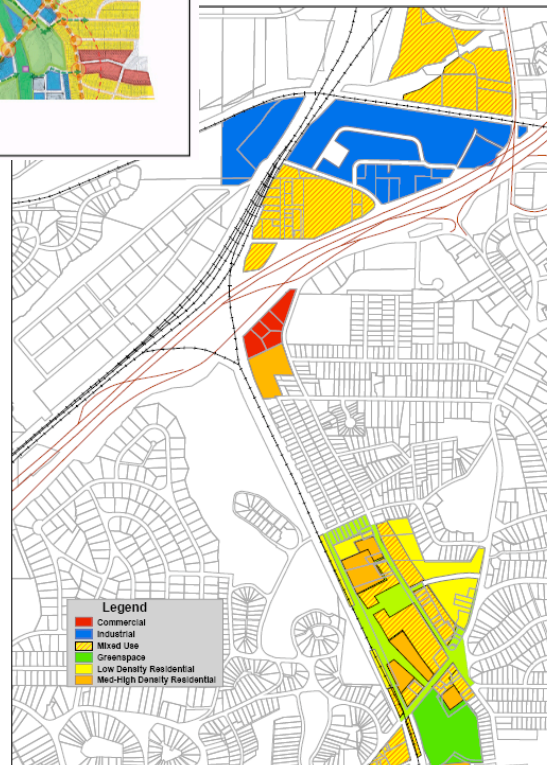 Legend
Commercial
Industrial
Mixed Use
Greenspace
Low Density Residential
Med-High Density Residential